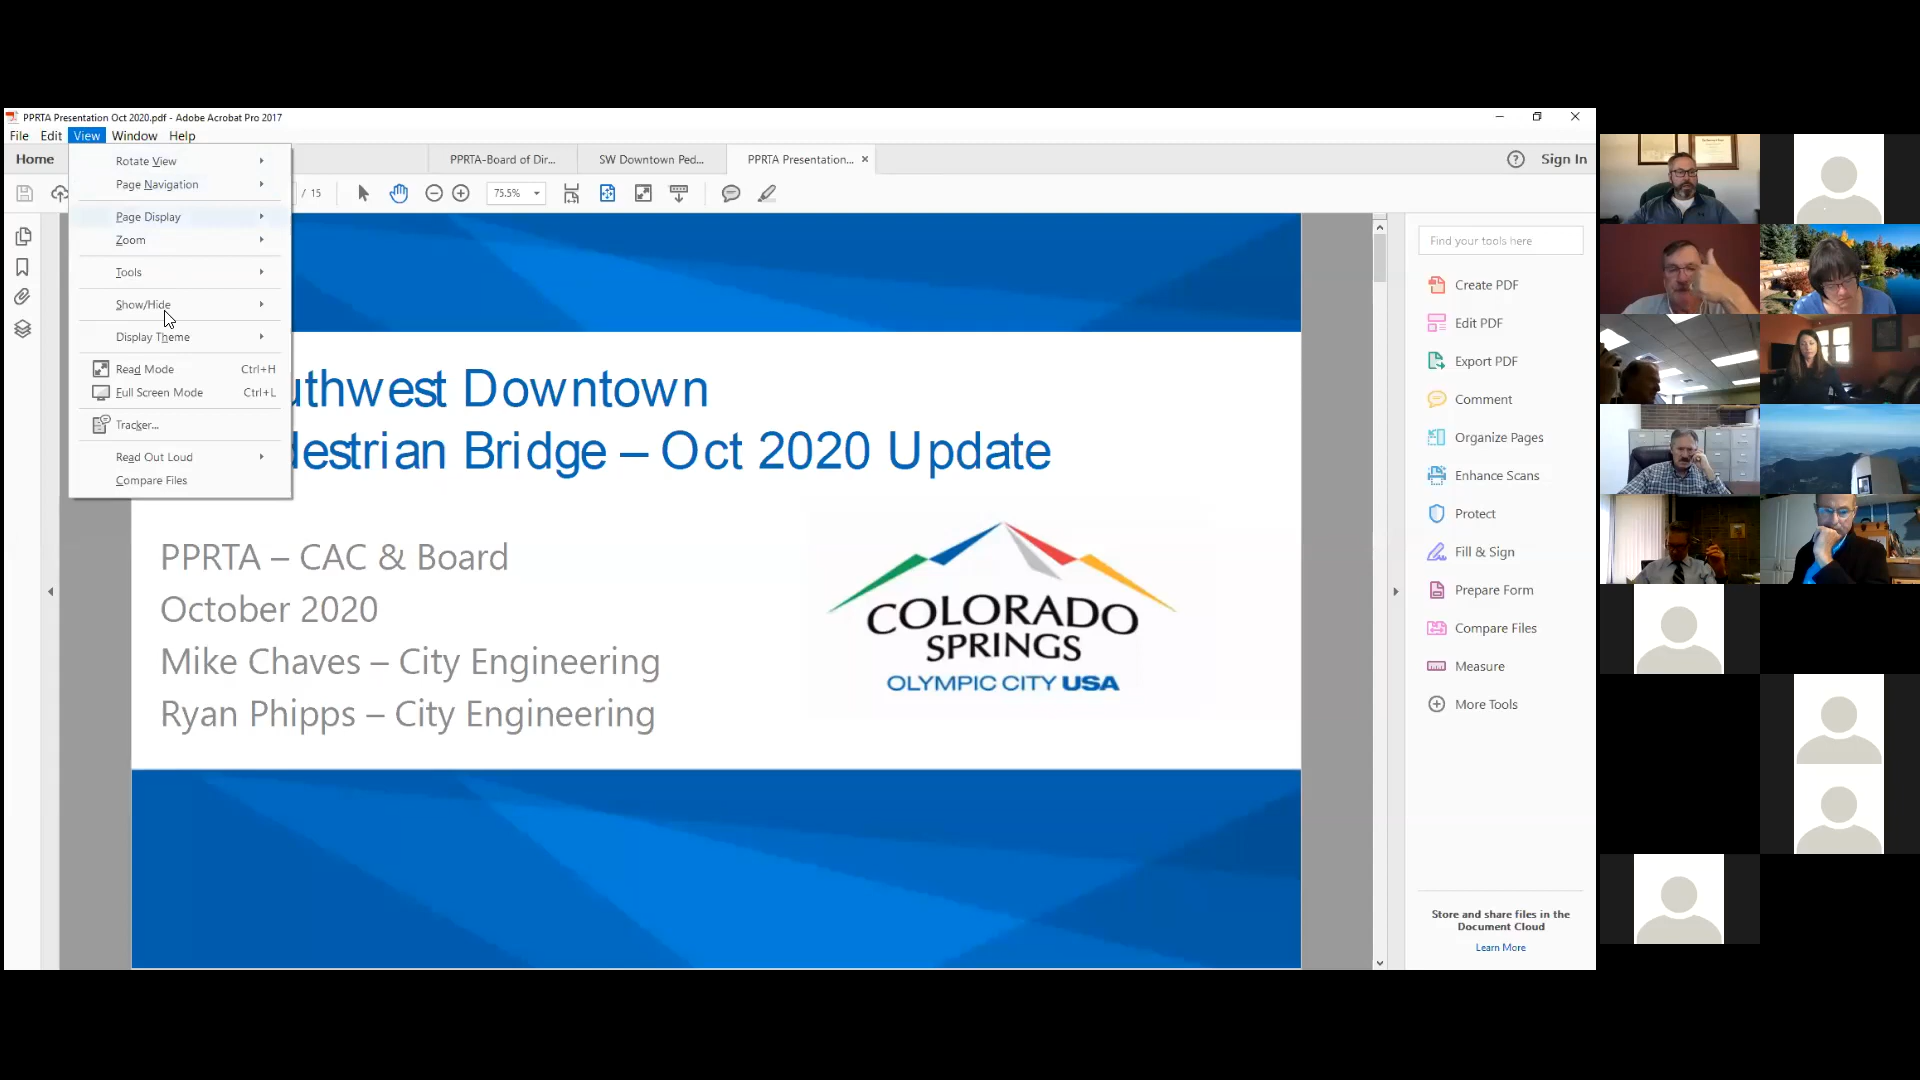 PPRTA Presentation Oct 2020.pdf - Adobe Acrobat Pro 2017
File Edit View Window Help
Home
PPRTA-Board of Dir...
SW Downtown Ped...
PPRTA Presentation...
Sign In
/ 15
75.5%
Rotate View
Page Navigation
Page Display
Zoom
Tools
Show/Hide
Display Theme
Read Mode Ctrl+H
Full Screen Mode Ctrl+L
Tracker...
Read Out Loud
Compare Files
uthwest Downtown
destrian Bridge – Oct 2020 Update
PPRTA – CAC & Board
October 2020
Mike Chaves – City Engineering
Ryan Phipps – City Engineering
COLORADO
SPRINGS
OLYMPIC CITY USA
Find your tools here
Create PDF
Edit PDF
Export PDF
Comment
Organize Pages
Enhance Scans
Protect
Fill & Sign
Prepare Form
Compare Files
Measure
More Tools
Store and share files in the
Document Cloud
Learn More